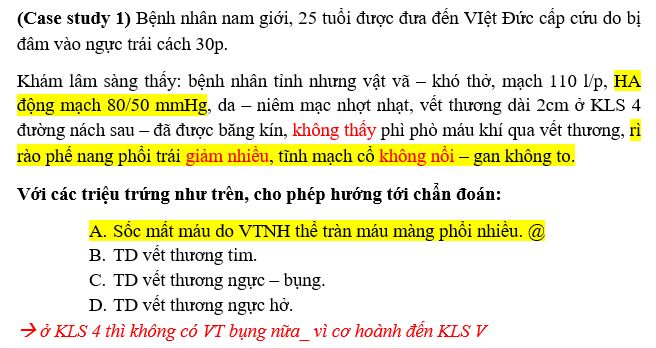 (Case study 1) Bệnh nhân nam giới, 25 tuổi được đưa đến VIệt Đức cấp cứu do bị
đâm vào ngực trái cách 30p.
Khám lâm sàng thấy: bệnh nhân tỉnh nhưng vật vã – khó thở, mạch 110 l/p, HA
động mạch 80/50 mmHg, da – niêm mạc nhợt nhạt, vết thương dài 2cm ở KLS 4
đường nách sau – đã được băng kín, không thấy phì phò máu khí qua vết thương, rì
rào phế nang phổi trái giảm nhiều, tĩnh mạch cổ không nổi – gan không to.
Với các triệu trứng như trên, cho phép hướng tới chẩn đoán:
A. Sốc mất máu do VTNH thể tràn máu màng phổi nhiều. @
B. TD vết thương tim.
C. TD vết thương ngực – bụng.
D. TD vết thương ngực hở.
→ ở KLS 4 thì không có VT bụng nữa_ vì cơ hoành đến KLS V